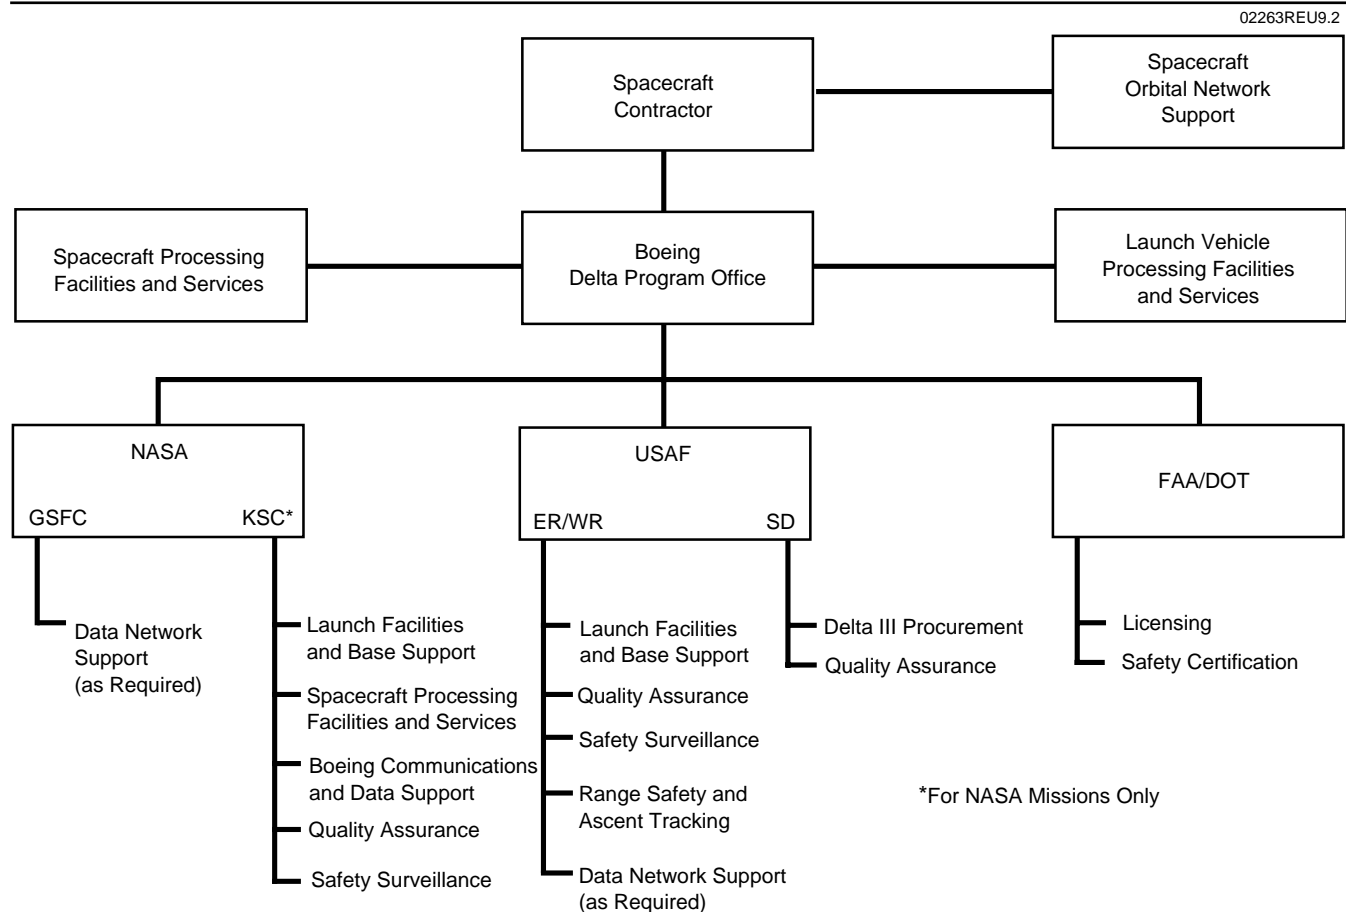 02263REU9.2
Spacecraft
Contractor
Spacecraft
Orbital Network
Support
Spacecraft Processing
Facilities and Services
Boeing
Delta Program Office
Launch Vehicle
Processing Facilities
and Services
NASA
GSFC
KSC*
USAF
ER/WR
SD
FAA/DOT
Data Network
Support
(as Required)
Launch Facilities
and Base Support
Spacecraft Processing
Facilities and Services
Boeing Communications
and Data Support
Quality Assurance
Safety Surveillance
Launch Facilities
and Base Support
Quality Assurance
Safety Surveillance
Range Safety and
Ascent Tracking
Data Network Support
(as Required)
Delta III Procurement
Quality Assurance
Licensing
Safety Certification
*For NASA Missions Only